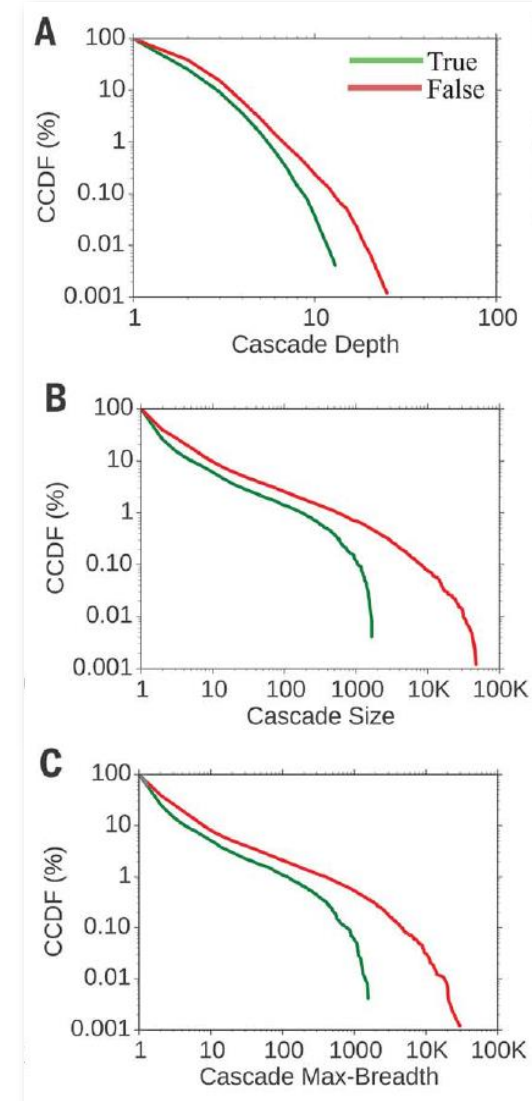 A
100
10
1
0.10
0.01
0.001
CCDF (%)
True
False
1 10 100
Cascade Depth
B
100
10
1
0.10
0.01
0.001
CCDF (%)
1 10 100 1000 10K 100K
Cascade Size
C
100
10
1
0.10
0.01
0.001
CCDF (%)
1 10 100 1000 10K 100K
Cascade Max-Breadth